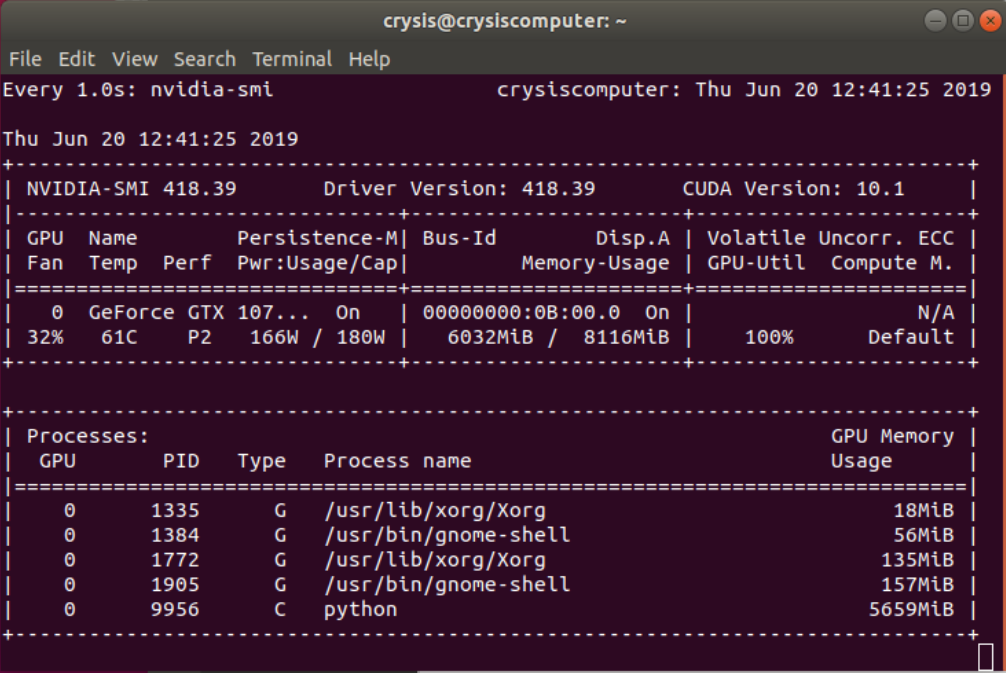 crysis@crysiscomputer: ~
File Edit View Search Terminal Help
Every 1.0s: nvidia-smi                  crysiscomputer: Thu Jun 20 12:41:25 2019
Thu Jun 20 12:41:25 2019
+-----------------------------------------------------------------------------+
| NVIDIA-SMI 418.39       Driver Version: 418.39       CUDA Version: 10.1     |
|-------------------------------+----------------------+----------------------+
| GPU  Name        Persistence-M| Bus-Id        Disp.A | Volatile Uncorr. ECC |
| Fan  Temp  Perf  Pwr:Usage/Cap|         Memory-Usage | GPU-Util  Compute M. |
|===============================+======================+======================|
|   0  GeForce GTX 107...  On   | 00000000:0B:00.0  On |                  N/A |
| 32%   61C    P2   166W / 180W |   6032MiB /  8116MiB |    100%      Default |
+-------------------------------+----------------------+----------------------+
+-----------------------------------------------------------------------------+
| Processes:                                                       GPU Memory |
|  GPU       PID   Type   Process name                             Usage      |
|=============================================================================|
|    0      1335      G   /usr/lib/xorg/Xorg                            18MiB |
|    0      1384      G   /usr/bin/gnome-shell                          56MiB |
|    0      1772      G   /usr/lib/xorg/Xorg                           135MiB |
|    0      1905      G   /usr/bin/gnome-shell                         157MiB |
|    0      9956      C   python                                      5659MiB |
+-----------------------------------------------------------------------------+